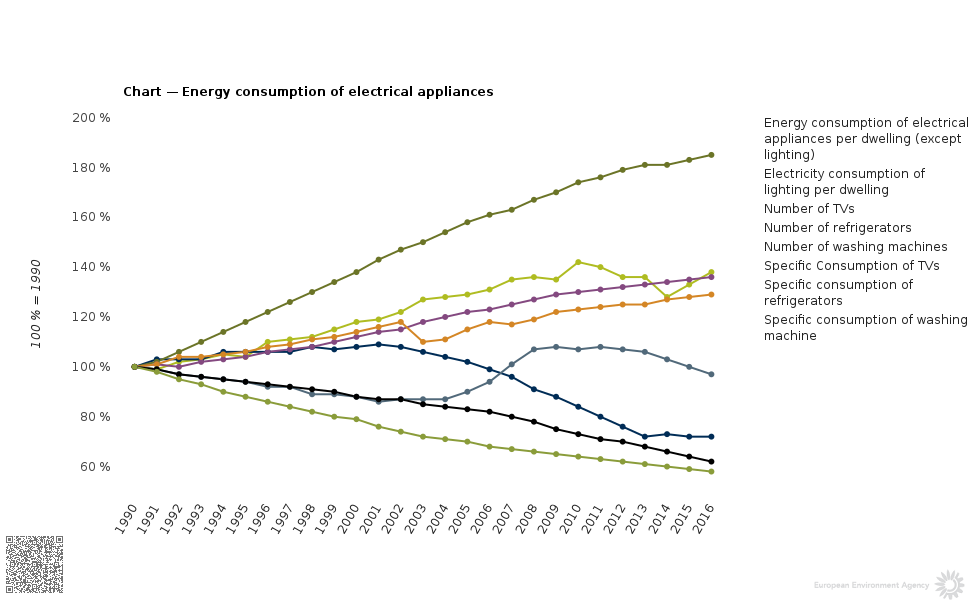 Chart — Energy consumption of electrical appliances
200 %
180 %
160 %
140 %
120 %
100 %
80 %
60 %
100 % = 1990
1990
1991
1992
1993
1994
1995
1996
1997
1998
1999
2000
2001
2002
2003
2004
2005
2006
2007
2008
2009
2010
2011
2012
2013
2014
2015
2016
Energy consumption of electrical
appliances per dwelling (except
lighting)
Electricity consumption of
lighting per dwelling
Number of TVs
Number of refrigerators
Number of washing machines
Specific Consumption of TVs
Specific consumption of
refrigerators
Specific consumption of washing
machine
European Environment Agency